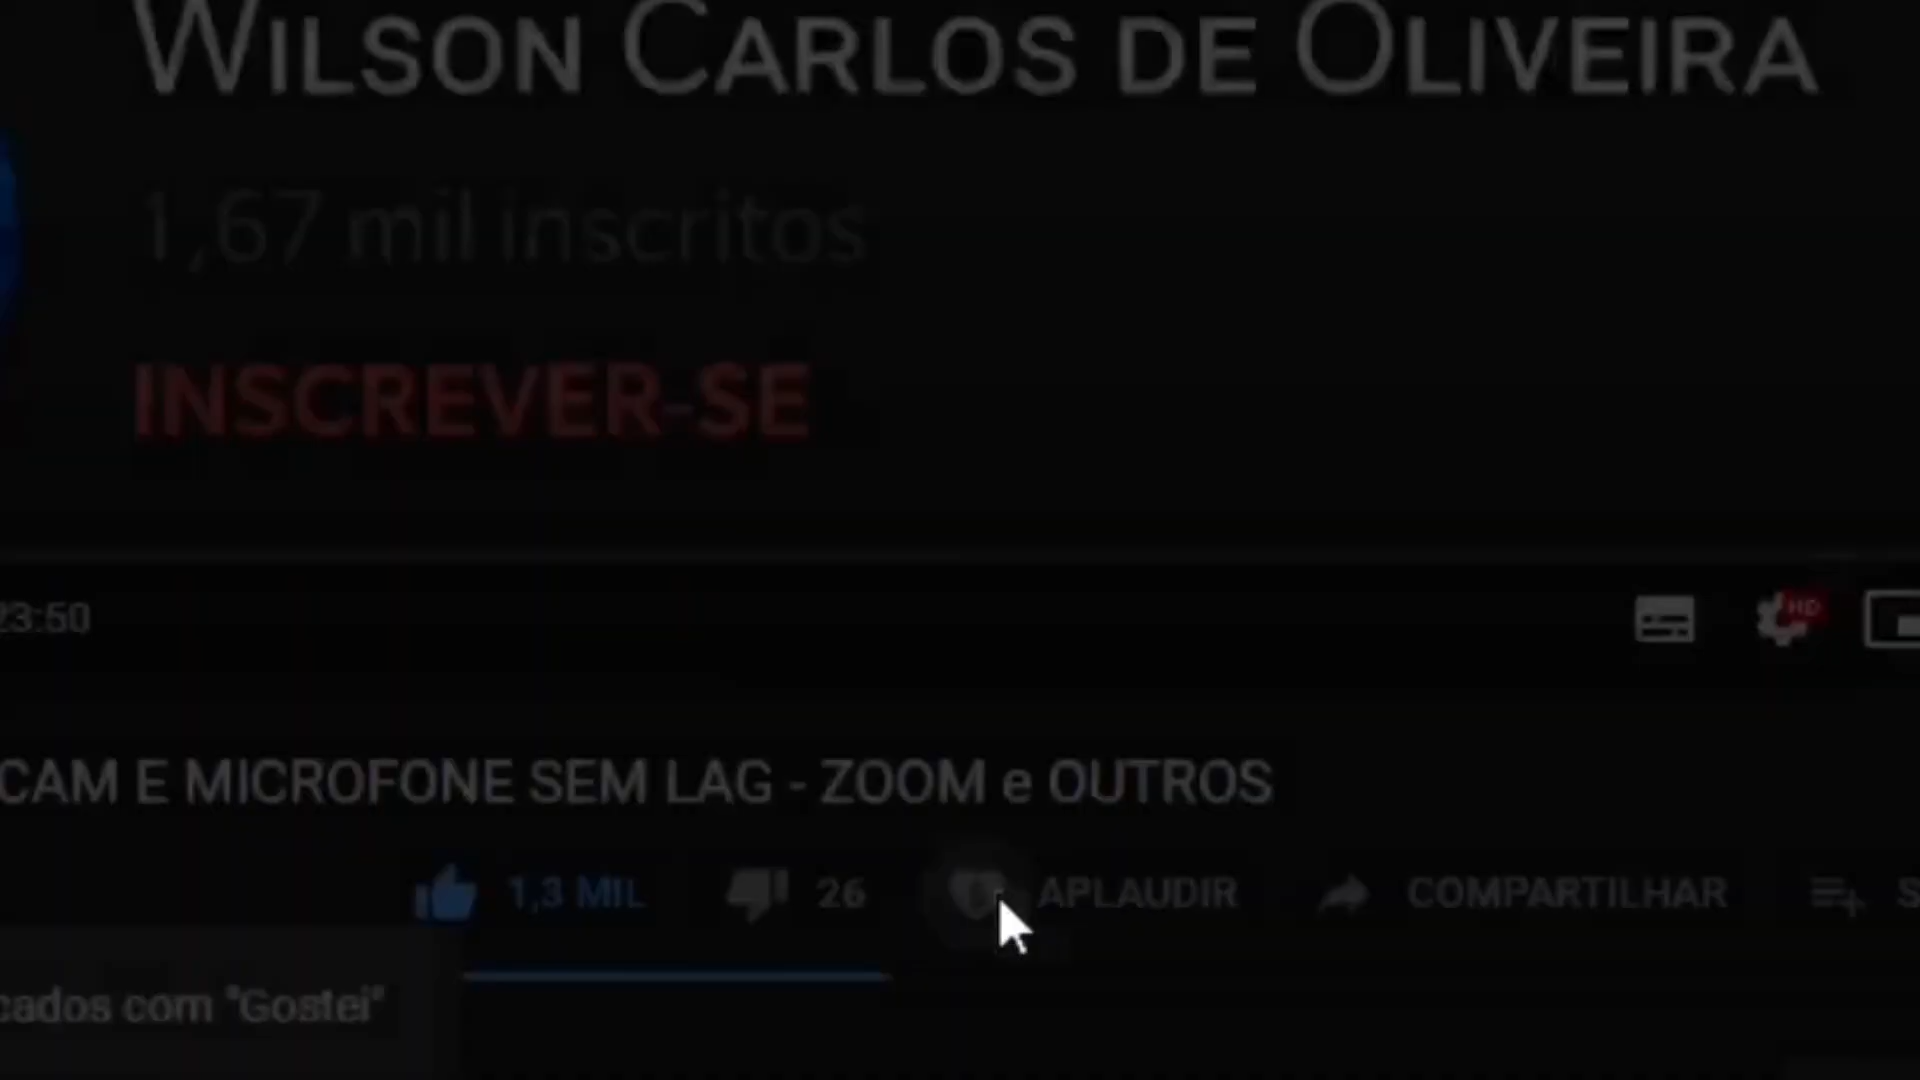 WILSON CARLOS DE OLIVEIRA
1,67 mil inscritos
INSCREVER-SE
23:50
HD
CAM E MICROFONE SEM LAG - ZOOM e OUTROS
1,3 MIL 26 APLAUDIR COMPARTILHAR S
cados com "Gostei"